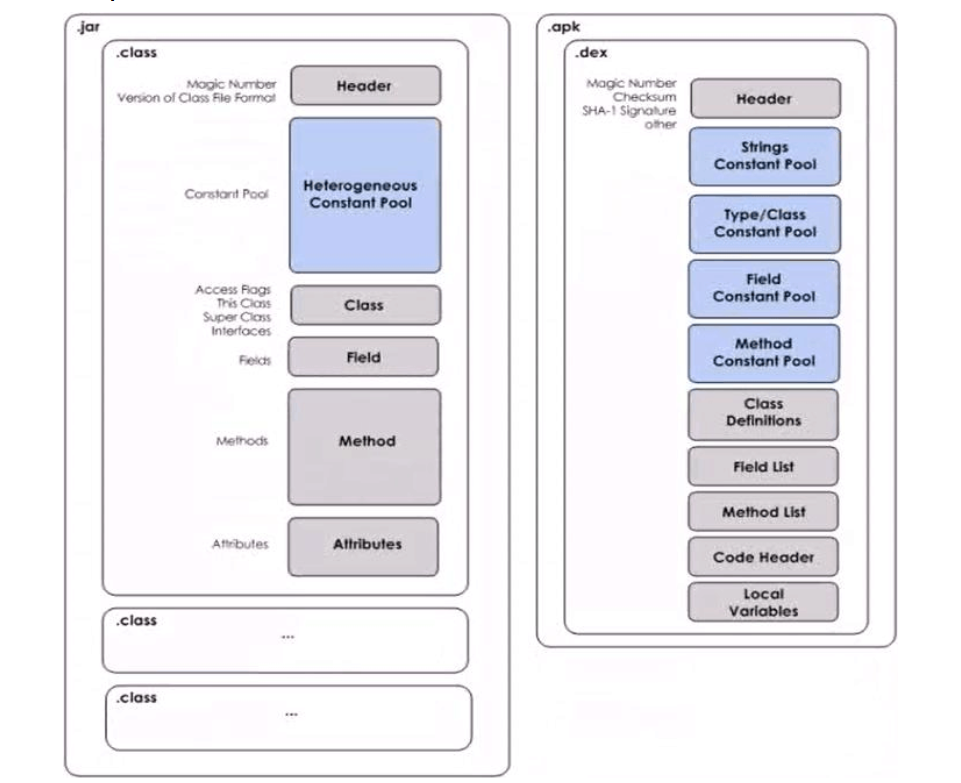 .jar
.class
Magic Number
Version of Class File Format
Header
Constant Pool
Heterogeneous
Constant Pool
Access Flags
This Class
Super Class
Interfaces
Class
Fields
Field
Methods
Method
Attributes
Attributes
.class
...
.class
...
.apk
.dex
Magic Number
Checksum
SHA-1 Signature
other
Header
Strings
Constant Pool
Type/Class
Constant Pool
Field
Constant Pool
Method
Constant Pool
Class
Definitions
Field List
Method List
Code Header
Local
Variables